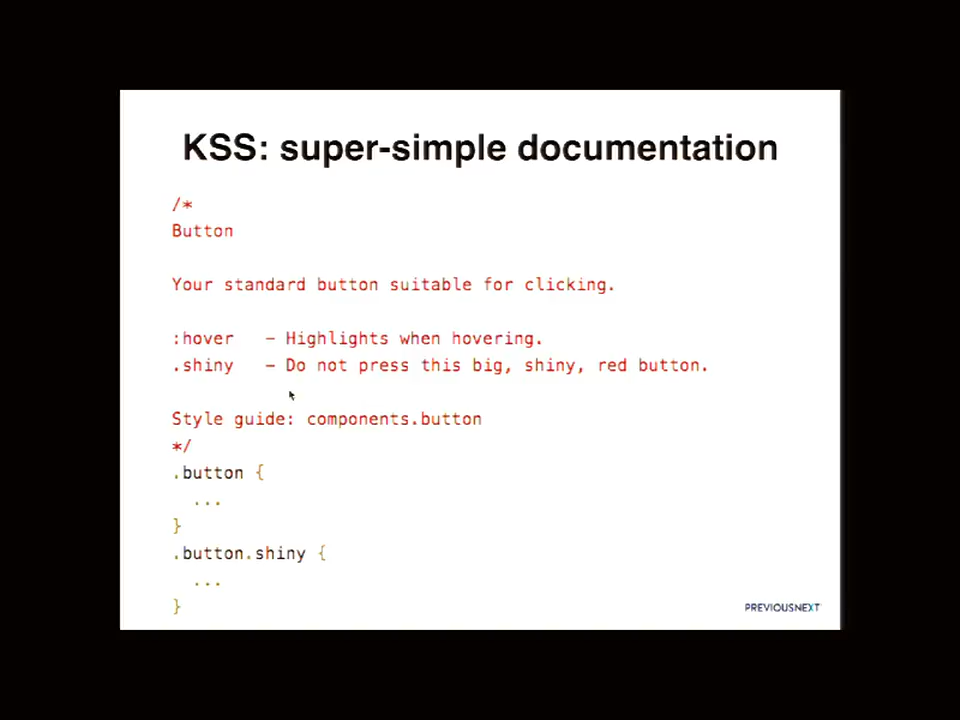 KSS: super-simple documentation
/*
Button
Your standard button suitable for clicking.
:hover   – Highlights when hovering.
.shiny   – Do not press this big, shiny, red button.
Style guide: components.button
*/
.button {
  ...
}
.button.shiny {
  ...
}
PREVIOUSNEXT